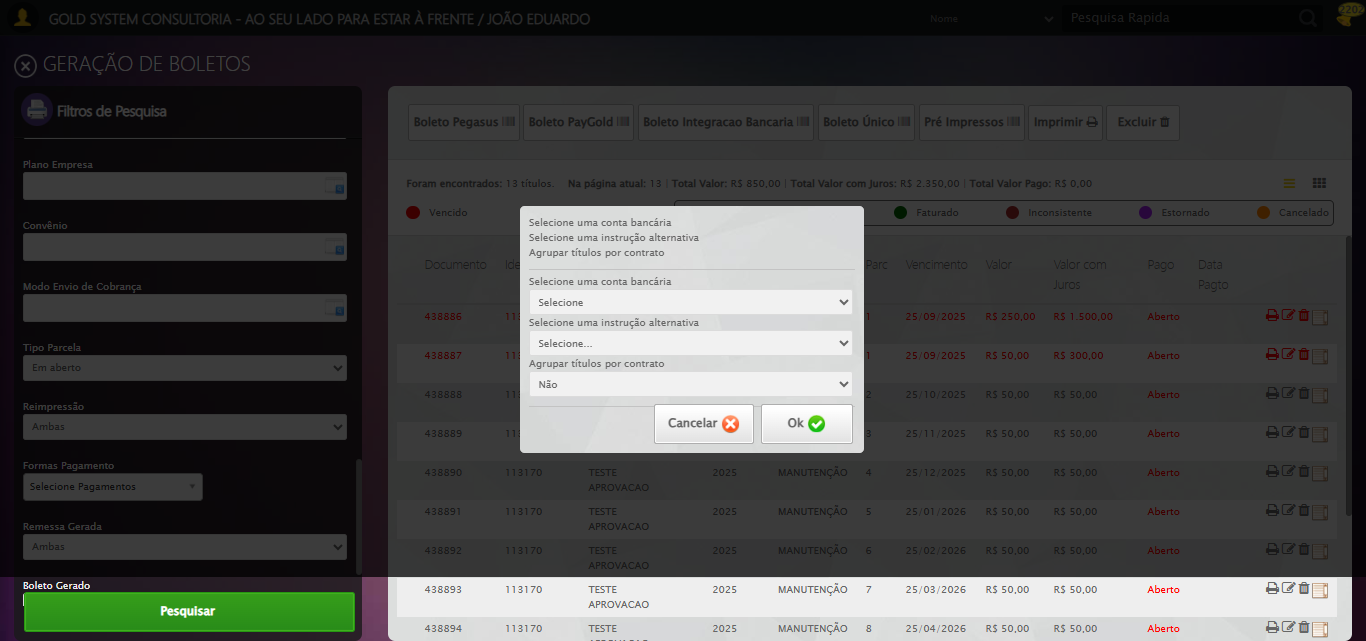 GOLD SYSTEM CONSULTORIA - AO SEU LADO PARA ESTAR À FRENTE / JOÃO EDUARDO
Nome
Pesquisa Rapida
2202
GERAÇÃO DE BOLETOS
Filtros de Pesquisa
Plano Empresa
Convênio
Modo Envio de Cobrança
Tipo Parcela
Em aberto
Reimpressão
Ambas
Formas Pagamento
Selecione Pagamentos
Remessa Gerada
Ambas
Boleto Gerado
Pesquisar
Boleto Pegasus
Boleto PayGold
Boleto Integracao Bancaria
Boleto Único
Pré Impressos
Imprimir
Excluir
Foram encontrados: 13 títulos. Na página atual: 13 | Total Valor: R$ 850,00 | Total Valor com Juros: R$ 2.350,00 | Total Valor Pago: R$ 0,00
Vencido
Faturado
Inconsistente
Estornado
Cancelado
Documento
Parc
Vencimento
Valor
Valor com
Juros
Pago
Data
Pagto
438886 1 25/09/2025 R$ 250,00 R$ 1.500,00 Aberto
438887 1 25/09/2025 R$ 50,00 R$ 300,00 Aberto
438888 2 25/10/2025 R$ 50,00 R$ 50,00 Aberto
438889 3 25/11/2025 R$ 50,00 R$ 50,00 Aberto
438890 113170 TESTE 2025 MANUTENÇÃO 4 25/12/2025 R$ 50,00 R$ 50,00 Aberto
APROVACAO
438891 113170 TESTE 2025 MANUTENÇÃO 5 25/01/2026 R$ 50,00 R$ 50,00 Aberto
APROVACAO
438892 113170 TESTE 2025 MANUTENÇÃO 6 25/02/2026 R$ 50,00 R$ 50,00 Aberto
APROVACAO
438893 113170 TESTE 2025 MANUTENÇÃO 7 25/03/2026 R$ 50,00 R$ 50,00 Aberto
APROVACAO
438894 113170 TESTE 2025 MANUTENÇÃO 8 25/04/2026 R$ 50,00 R$ 50,00 Aberto
Selecione uma conta bancária
Selecione uma instrução alternativa
Agrupar títulos por contrato
Selecione uma conta bancária
Selecione
Selecione uma instrução alternativa
Selecione...
Agrupar títulos por contrato
Não
Cancelar
Ok